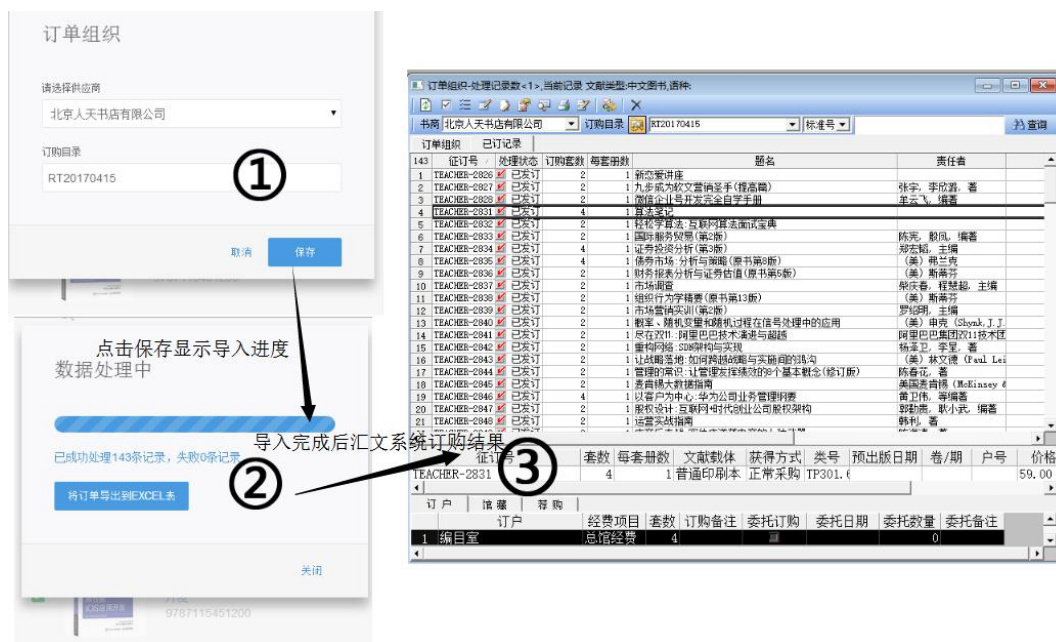 订单组织
请选择供应商
北京人天书店有限公司
订购目录
RT20170415
①
取消 保存
点击保存显示导入进度
数据处理中
已成功处理143条记录，失败0条记录
将订单导出到EXCEL表
②
关闭
9787115451200
导入完成后汇文系统订购结果
③
订单组织-处理记录数<1>,当前记录 文献类型:中文图书,语种:
书商 北京人天书店有限公司 订购目录 RT20170415 标准号 查询
订单组织 已订记录
143 征订号 处理状态 订购套数 每套册数 题名 责任者
1 TEACHER-2826 已发订 2 1 新恋爱讲座
2 TEACHER-2827 已发订 2 1 九步成为软文营销圣手(提高篇) 张宇, 李欣潞, 著
3 TEACHER-2828 已发订 2 1 微信企业号开发完全自学手册 牟云飞, 编著
4 TEACHER-2831 已发订 4 1 算法笔记
5 TEACHER-2832 已发订 2 1 轻松学算法:互联网算法面试宝典
6 TEACHER-2833 已发订 2 1 国际服务贸易(第2版) 陈宪, 殷凤, 编著
7 TEACHER-2834 已发订 4 1 证券投资分析(第3版) 郑宏韬, 主编
8 TEACHER-2835 已发订 4 1 债券市场:分析与策略(原书第8版) (美) 弗兰克
9 TEACHER-2836 已发订 2 1 财务报表分析与证券估值(原书第5版) (美) 斯蒂芬
10 TEACHER-2837 已发订 2 1 市场调查 柴庆春, 程慧超, 主编
11 TEACHER-2838 已发订 2 1 组织行为学精要(原书第13版) (美) 斯蒂芬
12 TEACHER-2839 已发订 2 1 市场营销实训(第2版) 罗绍明, 主编
13 TEACHER-2840 已发订 2 1 概率、随机变量和随机过程在信号处理中的应用 (美) 申克 (Shynk,J.J.
14 TEACHER-2841 已发订 2 1 尽在双11:阿里巴巴技术演进与超越 阿里巴巴集团双11技术团
15 TEACHER-2842 已发订 2 1 重构网络:SDN架构与实现 杨泽卫, 李呈, 著
16 TEACHER-2843 已发订 2 1 让战略落地:如何跨越战略与实施间的鸿沟 (美) 林文德 (Paul Lei
17 TEACHER-2844 已发订 2 1 管理的常识:让管理发挥绩效的8个基本概念(修订版) 陈春花, 著
18 TEACHER-2845 已发订 2 1 麦肯锡大数据指南 美国麦肯锡 (McKinsey &
19 TEACHER-2846 已发订 4 1 以客户为中心:华为公司业务管理纲要 黄卫伟, 等编著
20 TEACHER-2847 已发订 2 1 股权设计:互联网+时代创业公司股权架构 郭勤贵, 耿小武, 编著
21 TEACHER-2848 已发订 2 1 运营实战指南 韩利, 著
征订号 套数 每套册数 文献载体 获得方式 类号 预出版日期 卷/期 户号 价格
TEACHER-2831 4 1 普通印刷本 正常采购 TP301.6 59.00
订户 馆藏 荐购
订户 经费项目 套数 订购备注 委托订购 委托日期 委托数量 委托备注
1 编目室 总馆经费 4 0